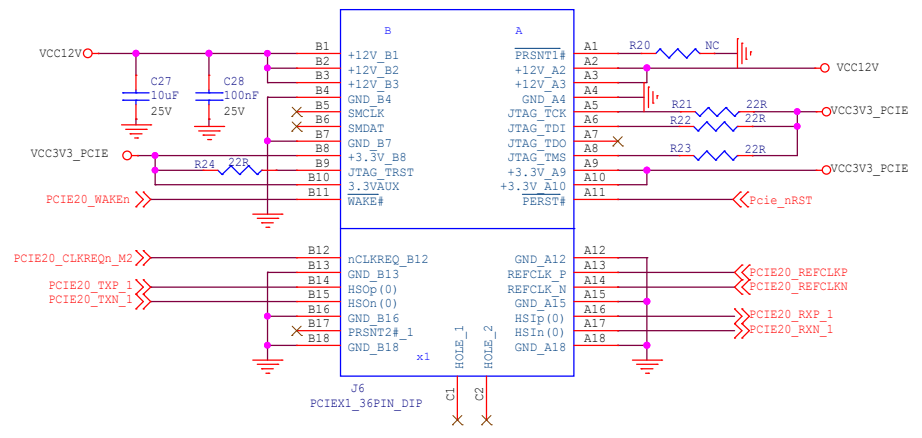 B A
VCC12V
C27
10uF
25V
C28
100nF
25V
B1 +12V_B1
B2 +12V_B2
B3 +12V_B3
B4 GND_B4
B5 SMCLK
B6 SMDAT
B7 GND_B7
B8 +3.3V_B8
B9 JTAG_TRST
B10 3.3VAUX
B11 WAKE#
VCC3V3_PCIE
R24 22R
PCIE20_WAKEn
PRSNT1# A1 R20 NC
+12V_A2 A2
+12V_A3 A3 VCC12V
GND_A4 A4
JTAG_TCK A5 R21 22R VCC3V3_PCIE
JTAG_TDI A6 R22 22R
JTAG_TDO A7
JTAG_TMS A8 R23 22R
+3.3V_A9 A9 VCC3V3_PCIE
+3.3V_A10 A10
PERST# A11 Pcie_nRST
PCIE20_CLKREQn_M2 B12 nCLKREQ_B12
B13 GND_B13
PCIE20_TXP_1 B14 HSOp(0)
PCIE20_TXN_1 B15 HSOn(0)
B16 GND_B16
B17 PRSNT2#_1
B18 GND_B18
GND_A12 A12
REFCLK_P A13 PCIE20_REFCLKP
REFCLK_N A14 PCIE20_REFCLKN
GND_A15 A15
HSIp(0) A16 PCIE20_RXP_1
HSIn(0) A17 PCIE20_RXN_1
GND_A18 A18
x1
HOLE_1
HOLE_2
C1
C2
J6
PCIEX1_36PIN_DIP